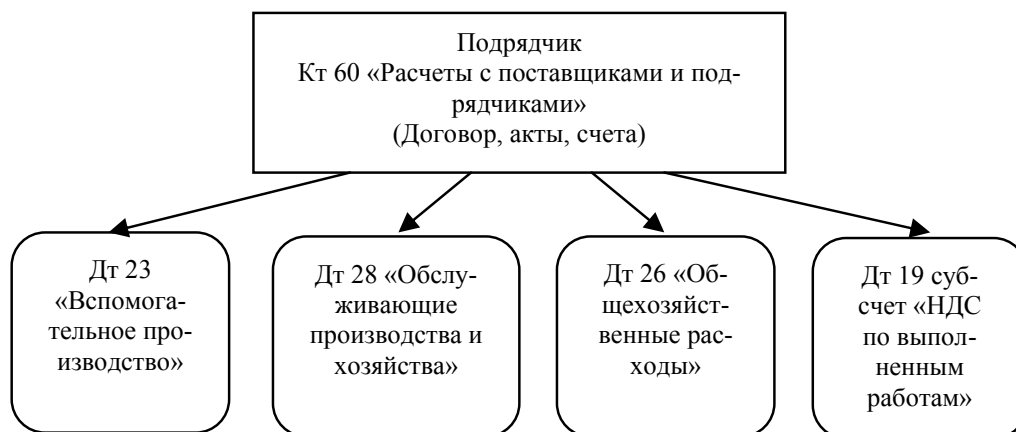 Подрядчик
Кт 60 «Расчеты с поставщиками и под-
рядчиками»
(Договор, акты, счета)
Дт 23
«Вспомога-
тельное про-
изводство»
Дт 28 «Обслу-
живающие
производства и
хозяйства»
Дт 26 «Об-
щехозяйст-
венные рас-
ходы»
Дт 19 суб-
счет «НДС
по выпол-
ненным
работам»